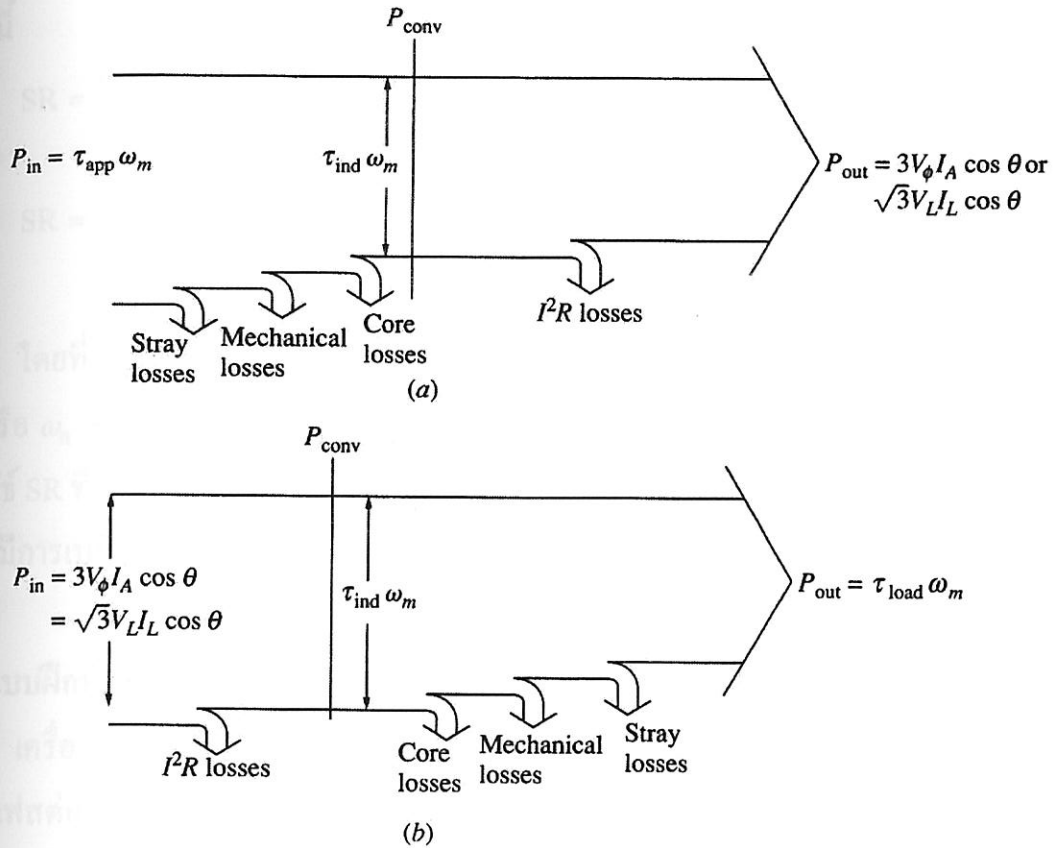 P_conv
P_in = τ_app ω_m
τ_ind ω_m
P_out = 3V_ϕ I_A cos θ or
√3V_L I_L cos θ
I²R losses
Stray
losses
Mechanical
losses
Core
losses
(a)
P_conv
P_in = 3V_ϕ I_A cos θ
= √3V_L I_L cos θ
τ_ind ω_m
P_out = τ_load ω_m
I²R losses
Core
losses
Mechanical
losses
Stray
losses
(b)
SR =
SR =